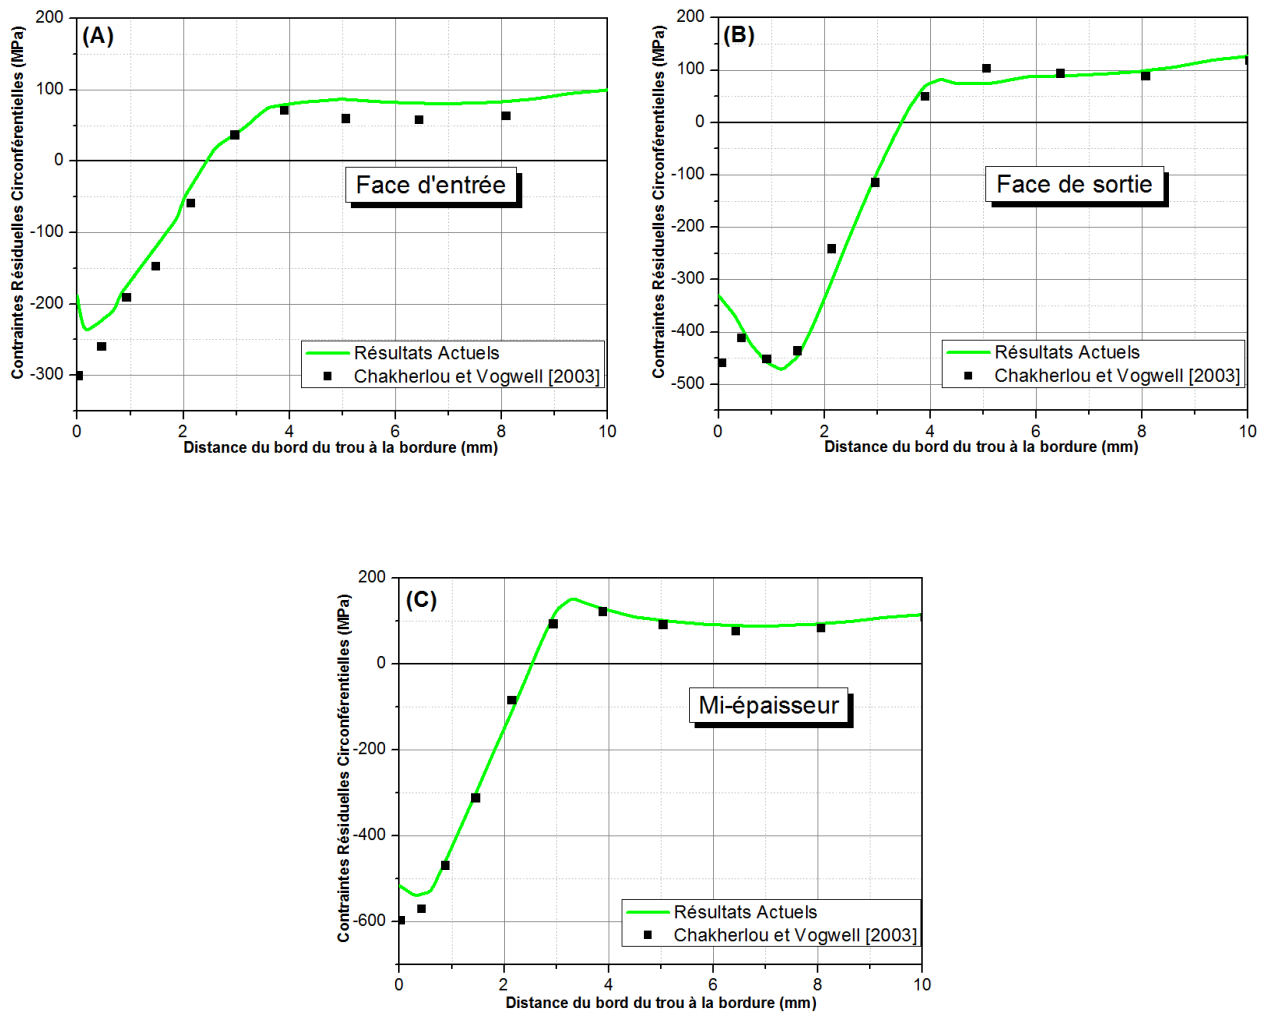 (A)
Contraintes Résiduelles Circonférentielles (MPa)
200
100
0
-100
-200
-300
Face d'entrée
Résultats Actuels
Chakherlou et Vogwell [2003]
0 2 4 6 8 10
Distance du bord du trou à la bordure (mm)
(B)
Contraintes Résiduelles Circonférentielles (MPa)
200
100
0
-100
-200
-300
-400
-500
Face de sortie
Résultats Actuels
Chakherlou et Vogwell [2003]
0 2 4 6 8 10
Distance du bord du trou à la bordure (mm)
(C)
Contraintes Résiduelles Circonférentielles (MPa)
200
0
-200
-400
-600
Mi-épaisseur
Résultats Actuels
Chakherlou et Vogwell [2003]
0 2 4 6 8 10
Distance du bord du trou à la bordure (mm)